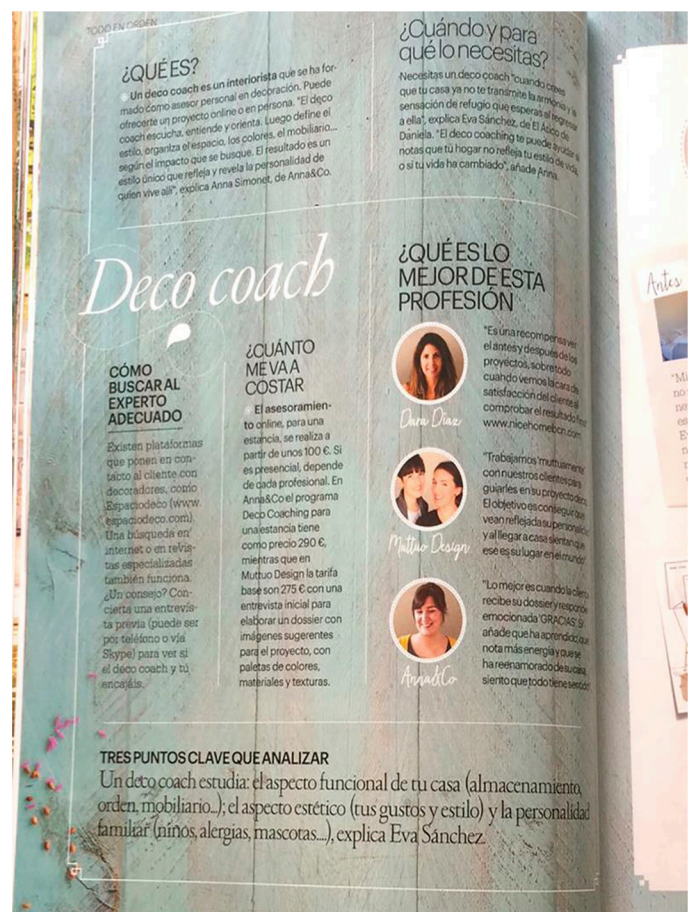 TODO EN ORDEN
¿QUÉ ES?
Un deco coach es un interiorista que se ha for-
mado como asesor personal en decoración. Puede
ofrecerte un proyecto online o en persona. "El deco
coach escucha, entiende y orienta. Luego define el
estilo, organiza el espacio, los colores, el mobiliario...
según el impacto que se busque. El resultado es un
estilo único que refleja y revela la personalidad de
quien vive allí", explica Anna Simonet, de Anna&Co.
¿Cuándo y para
qué lo necesitas?
Necesitas un deco coach "cuando crees
que tu casa ya no te transmite la armonía y la
sensación de refugio que esperas al regresar
a ella", explica Eva Sánchez, de El Ático de
Daniela. "El deco coaching te puede ayudar si
notas que tu hogar no refleja tu estilo de vida,
o si tu vida ha cambiado", añade Anna.
Deco coach
CÓMO
BUSCAR AL
EXPERTO
ADECUADO
Existen plataformas
que ponen en con-
tacto al cliente con
decoradores, como
Espaciodeco (www.
espaciodeco.com)
Una búsqueda en
internet o en revis-
tas especializadas
también funciona.
¿Un consejo? Con-
cierta una entrevis-
ta previa (puede ser
por teléfono o vía
Skype) para ver si
el deco coach y tú
encajáis.
¿CUÁNTO
ME VA A
COSTAR
El asesoramien-
to online, para una
estancia, se realiza a
partir de unos 100 €. Si
es presencial, depende
de cada profesional. En
Anna&Co el programa
Deco Coaching para
una estancia tiene
como precio 290 €,
mientras que en
Muttuo Design la tarifa
base son 275 € con una
entrevista inicial para
elaborar un dossier con
imágenes sugerentes
para el proyecto, con
paletas de colores,
materiales y texturas.
¿QUÉ ES LO
MEJOR DE ESTA
PROFESIÓN
"Es una recompensa ver
el antes y después de los
proyectos, sobre todo
cuando vemos la cara de
satisfacción del cliente al
comprobar el resultado final
www.nicehomebcn.com
Dara Díaz
"Trabajamos 'muttuamente'
con nuestros clientes para
guiarles en su proyecto deco.
El objetivo es conseguir que
vean reflejada su personalidad
y al llegar a casa sientan que
ese es su lugar en el mundo"
Muttuo Design
"Lo mejor es cuando la clienta
recibe su dossier y responde
emocionada 'GRACIAS'. Si
añade que ha aprendido, que
nota más energía y que se
ha reenamorado de su casa,
siento que todo tiene sentido"
Anna&Co
TRES PUNTOS CLAVE QUE ANALIZAR
Un deco coach estudia: el aspecto funcional de tu casa (almacenamiento,
orden, mobiliario...); el aspecto estético (tus gustos y estilo) y la personalidad
familiar (niños, alergias, mascotas....), explica Eva Sánchez.
Antes
"Mi
no